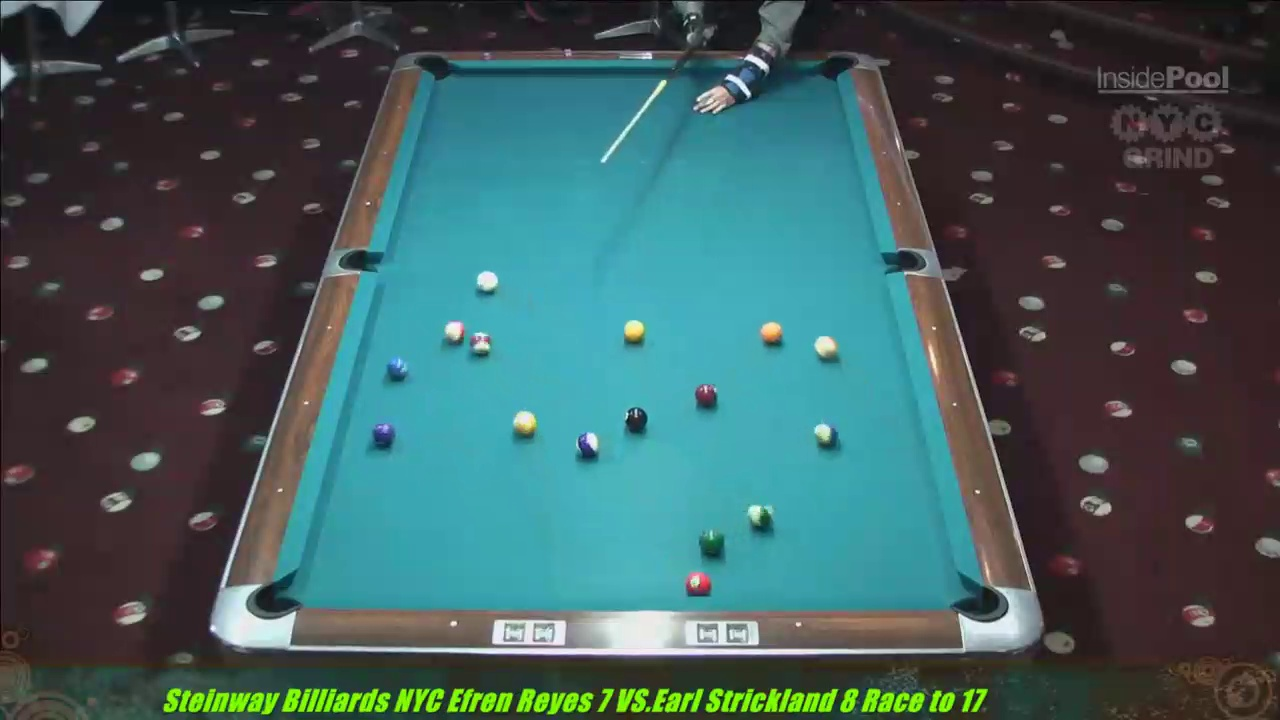 InsidePool
NYC
GRIND
Steinway Billiards NYC Efren Reyes 7 VS.Earl Strickland 8 Race to 17